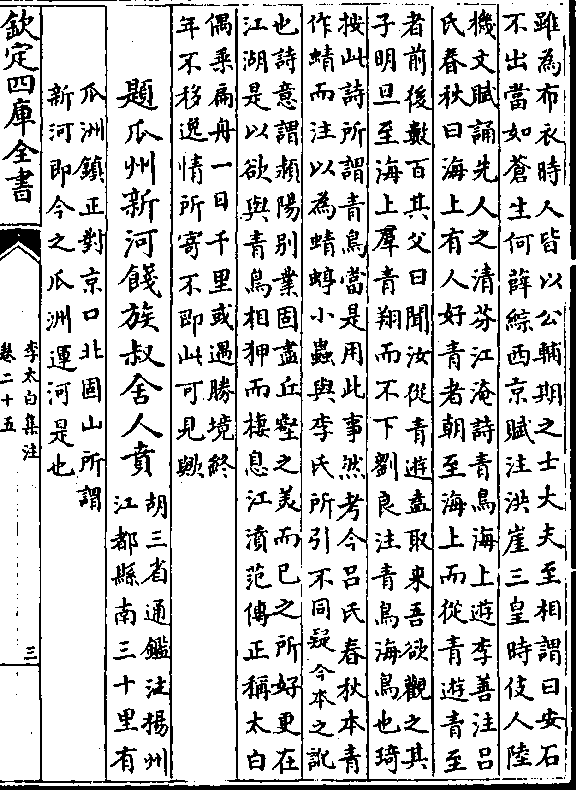 雖為布衣時人皆以公輔期之士大夫至相謂曰安石
不出當如蒼生何薛綜西京賦注洪崖三皇時伎人陸
機文賦誦先人之清芬江淹詩青鳥海上遊李善注吕
氏春秋曰海上有人好青者朝至海上而從青遊青至
者前後數百其父曰聞汝從青遊盍取來吾欲觀之其
子明旦至海上羣青翔而不下劉良注青鳥海鳥也琦
按此詩所謂青鳥當是用此事然考今吕氏春秋本青
作蜻而注以為蜻蜳小蟲與李氏所引不同疑今本之訛
也詩意謂頴陽别業固盡丘壑之美而已之所好更在
江湖是以欲與青鳥相狎而棲息江濆范傳正稱太白
偶乗扁舟一日千里或遇勝境終
年不移逸情所寄不即此可見歟
題瓜州新河餞族叔舍人賁
胡三省通鑑注揚州
江都縣南三十里有
瓜洲鎮正對京口北固山所謂
新河即今之瓜洲運河是也
欽定四庫全書
李太白集注
卷二十五
三